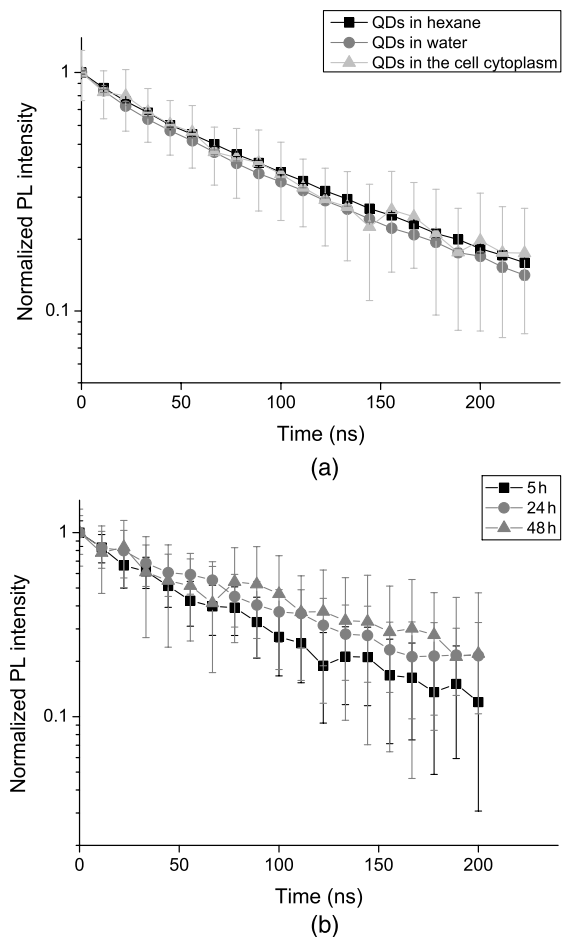 (a)
QDs in hexane
QDs in water
QDs in the cell cytoplasm
1
0.1
Normalized PL intensity
0 50 100 150 200
Time (ns)
(a)
5 h
24 h
48 h
1
0.1
Normalized PL intensity
0 50 100 150 200
Time (ns)
(b)